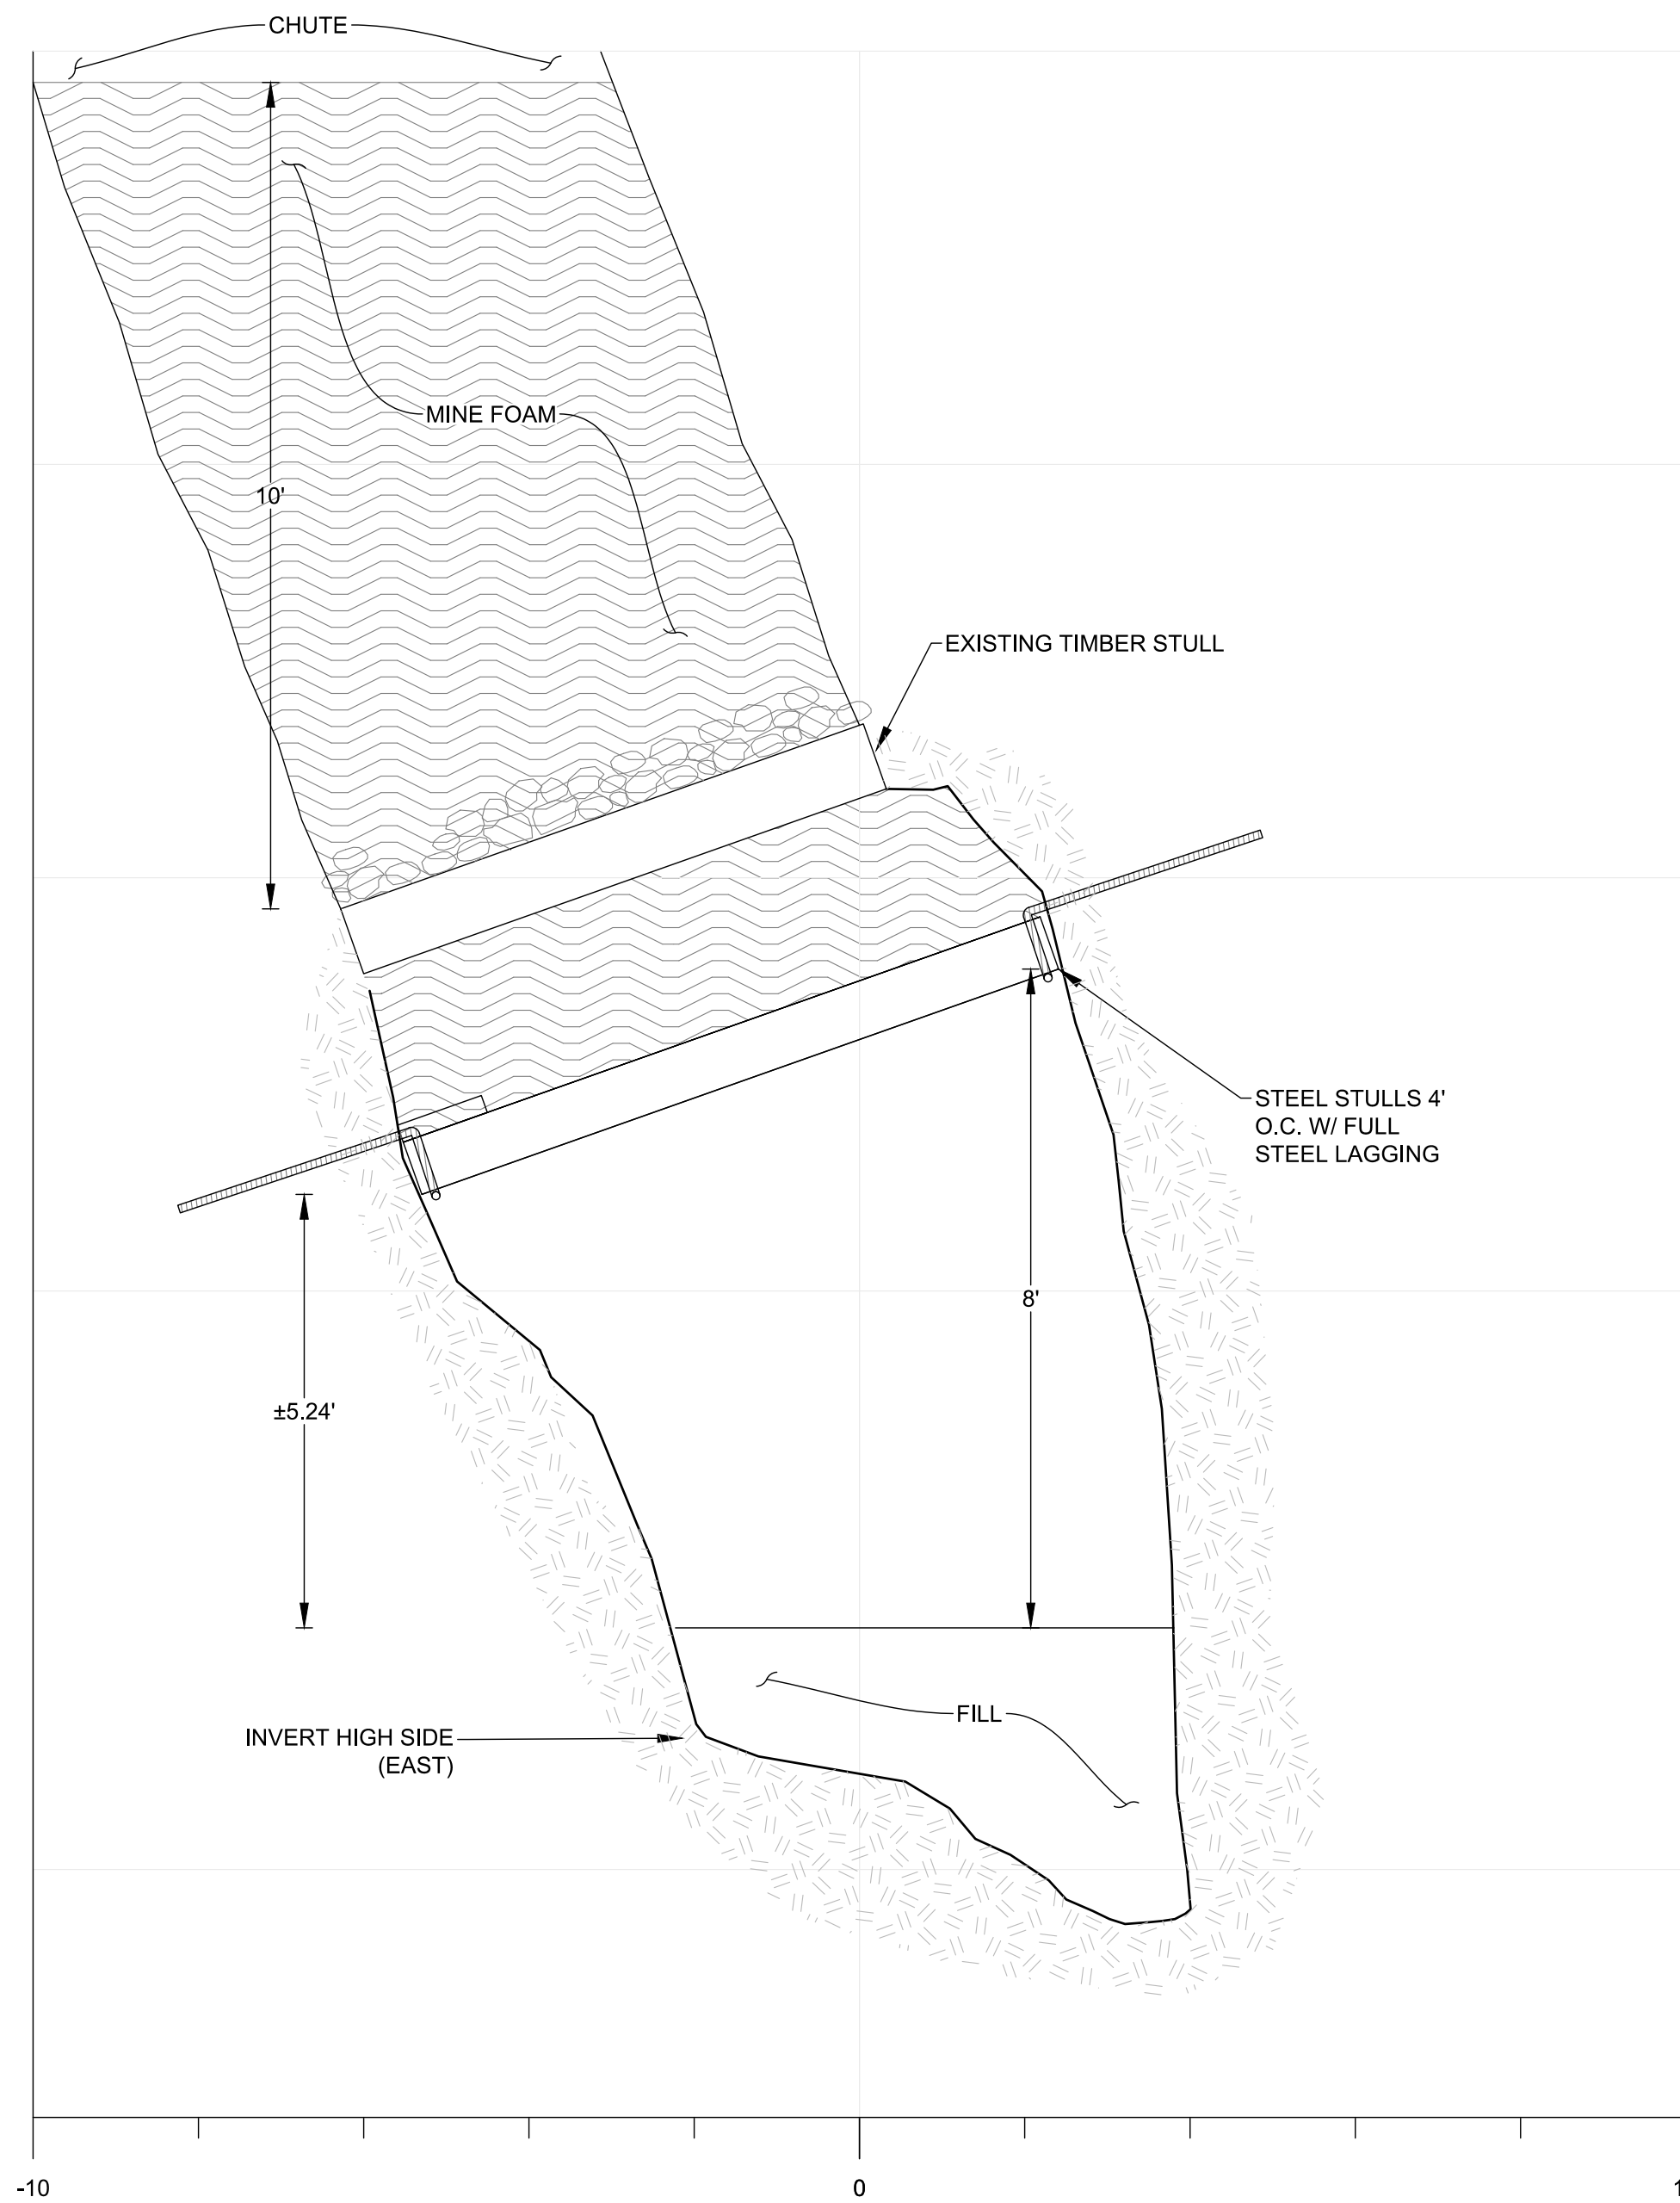 CHUTE
MINE FOAM
10'
EXISTING TIMBER STULL
STEEL STULLS 4'
O.C. W/ FULL
STEEL LAGGING
8'
±5.24'
FILL
INVERT HIGH SIDE
(EAST)
-10 0